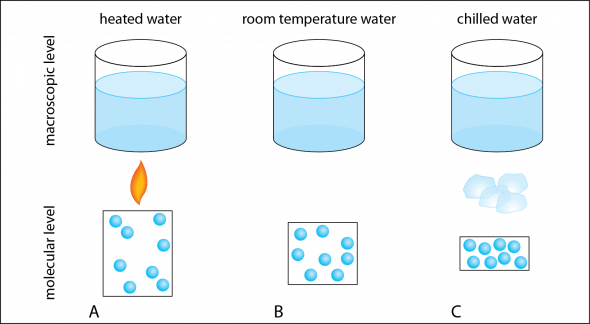 heated water
room temperature water
chilled water
macroscopic level
molecular level
A
B
C